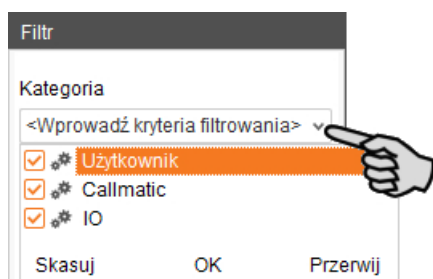 Filtr
Kategoria
<Wprowadź kryteria filtrowania>
Użytkownik
Callmatic
IO
Skasuj OK Przerwij